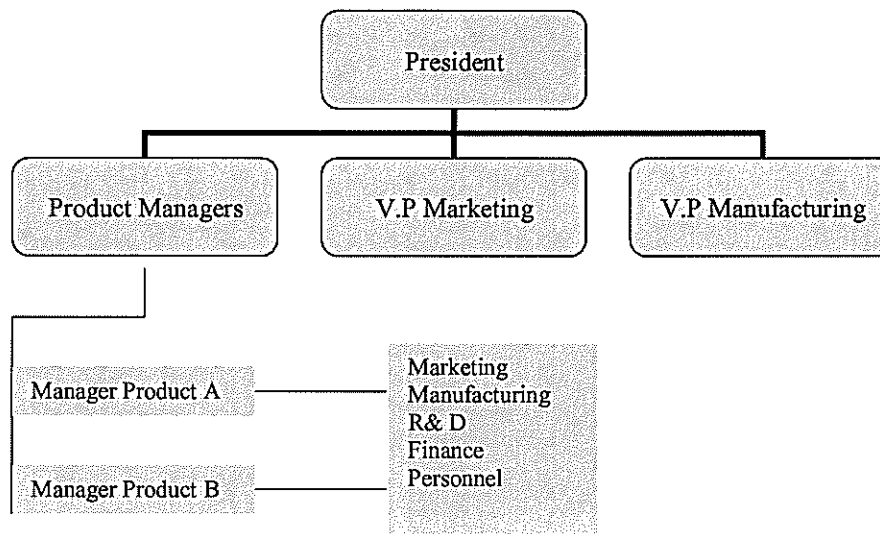 President
Product Managers
V.P Marketing
V.P Manufacturing
Manager Product A
Marketing
Manufacturing
R& D
Finance
Personnel
Manager Product B